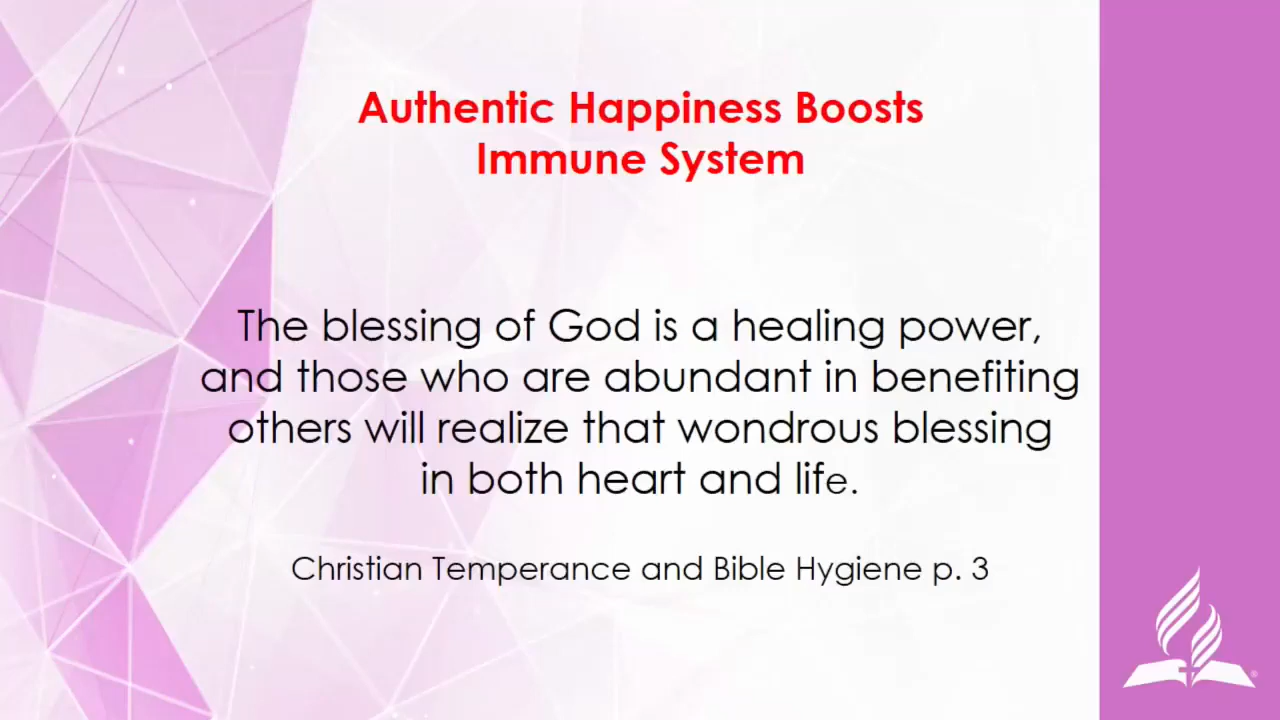 Authentic Happiness Boosts
Immune System
The blessing of God is a healing power,
and those who are abundant in benefiting
others will realize that wondrous blessing
in both heart and life.
Christian Temperance and Bible Hygiene p. 3